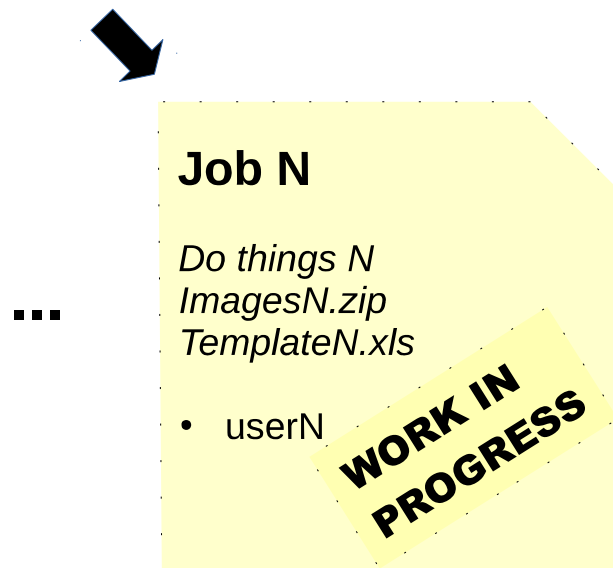 Job N
Do things N
ImagesN.zip
TemplateN.xls
...
• userN
WORK IN
PROGRESS